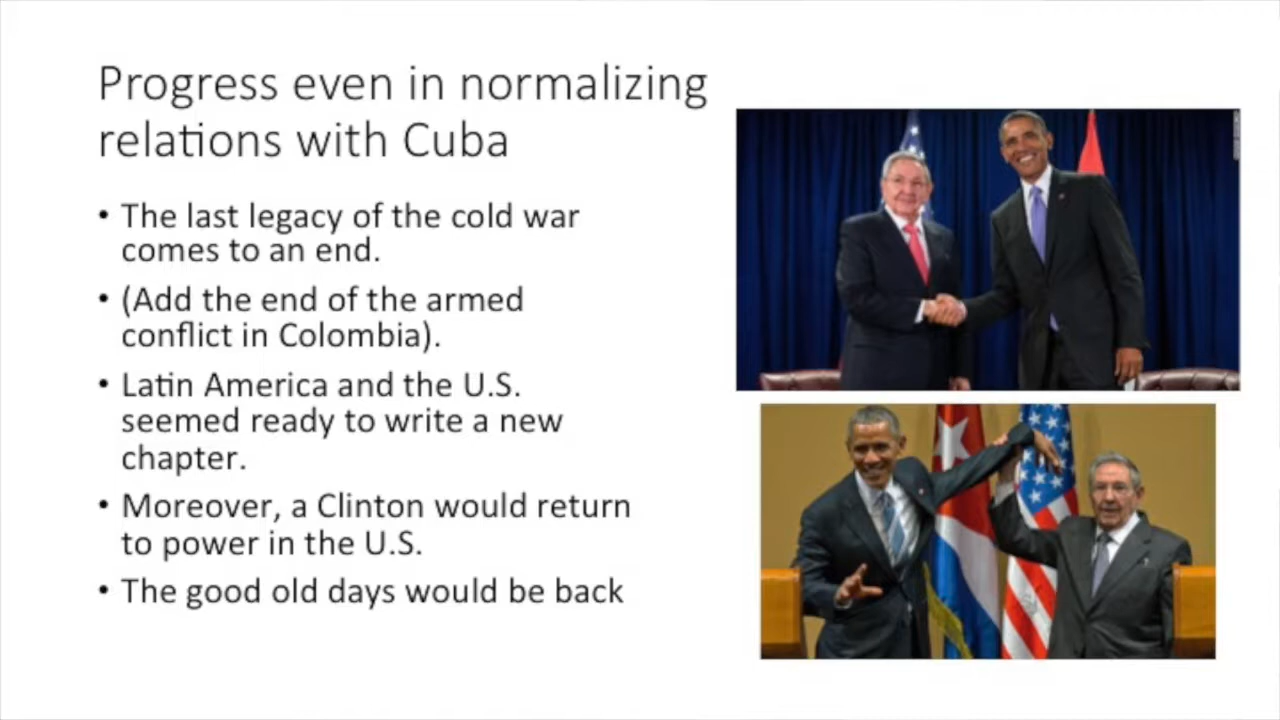 Progress even in normalizing
relations with Cuba
• The last legacy of the cold war
comes to an end.
• (Add the end of the armed
conflict in Colombia).
• Latin America and the U.S.
seemed ready to write a new
chapter.
• Moreover, a Clinton would return
to power in the U.S.
• The good old days would be back